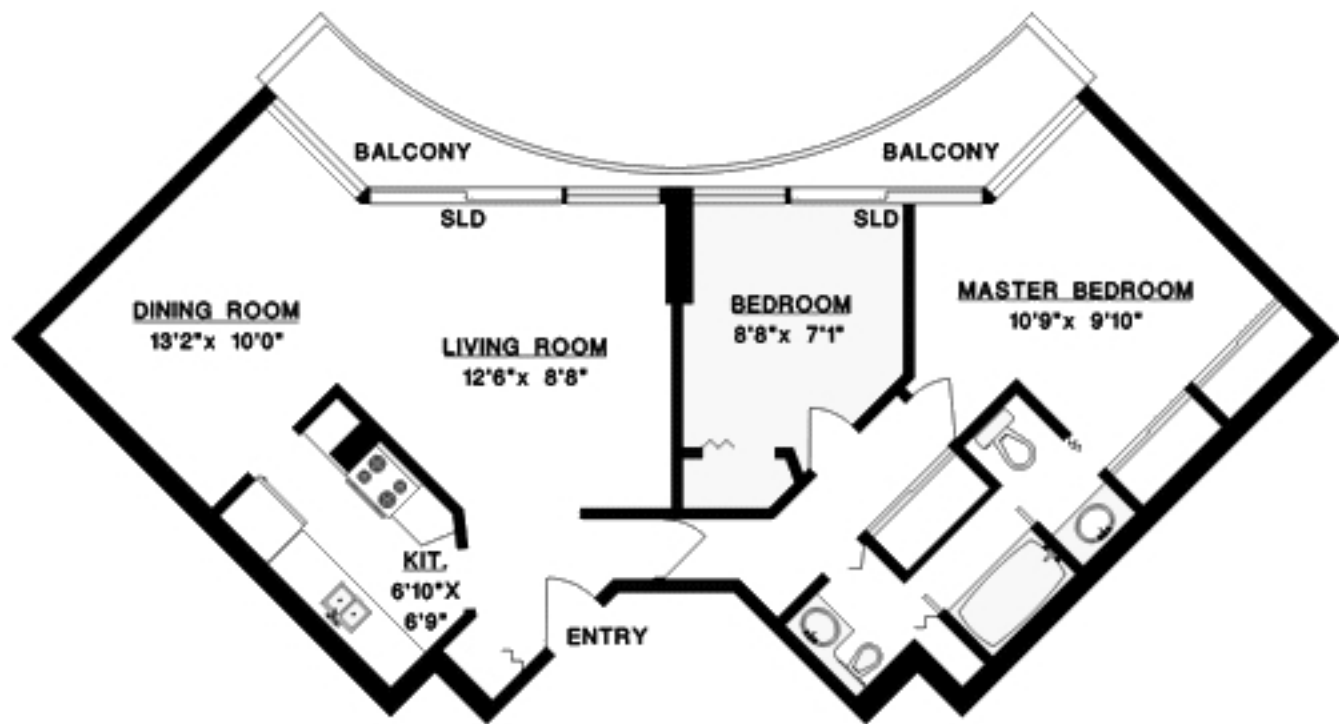 BALCONY
BALCONY
SLD
SLD
DINING ROOM
13'2"x 10'0"
LIVING ROOM
12'6"x 8'8"
BEDROOM
8'8"x 7'1"
MASTER BEDROOM
10'9"x 9'10"
KIT.
6'10"X
6'9"
ENTRY